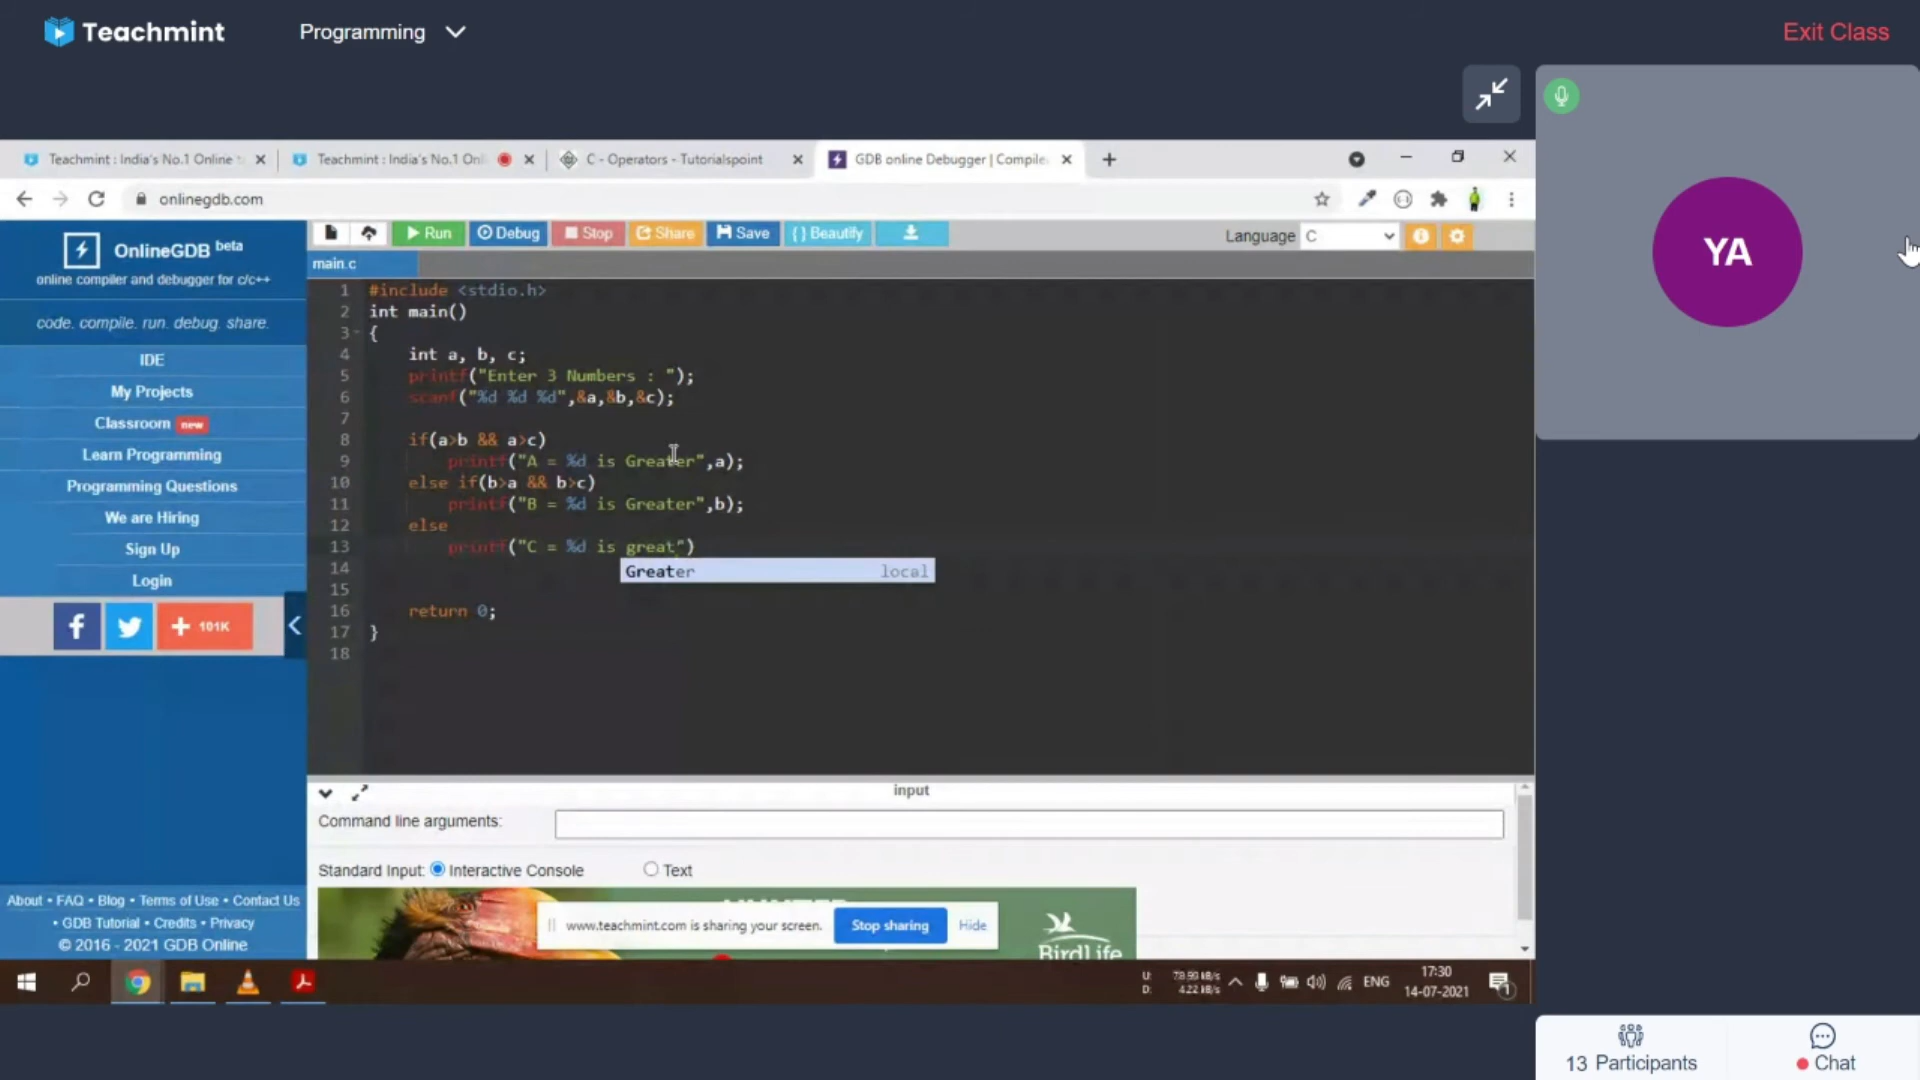 Teachmint
Programming
Exit Class
Teachmint : India's No.1 Online t
Teachmint : India's No.1 Onl
C - Operators - Tutorialspoint
GDB online Debugger | Compile
onlinegdb.com
YA
OnlineGDB beta
online compiler and debugger for c/c++
code. compile. run. debug. share.
IDE
My Projects
Classroom new
Learn Programming
Programming Questions
We are Hiring
Sign Up
Login
f + 101K
Run Debug Stop Share Save {} Beautify
Language C
main.c
1 #include <stdio.h>
2 int main()
3 {
4 int a, b, c;
5 printf("Enter 3 Numbers : ");
6 scanf("%d %d %d",&a,&b,&c);
7
8 if(a>b && a>c)
9 printf("A = %d is Greater",a);
10 else if(b>a && b>c)
11 printf("B = %d is Greater",b);
12 else
13 printf("C = %d is great")
Greater local
14
15
16 return 0;
17 }
18
input
Command line arguments:
Standard Input: Interactive Console Text
www.teachmint.com is sharing your screen. Stop sharing Hide
BirdLife
About • FAQ • Blog • Terms of Use • Contact Us
• GDB Tutorial • Credits • Privacy
© 2016 - 2021 GDB Online
U:
D:
ENG
17:30
14-07-2021
1
13 Participants
Chat